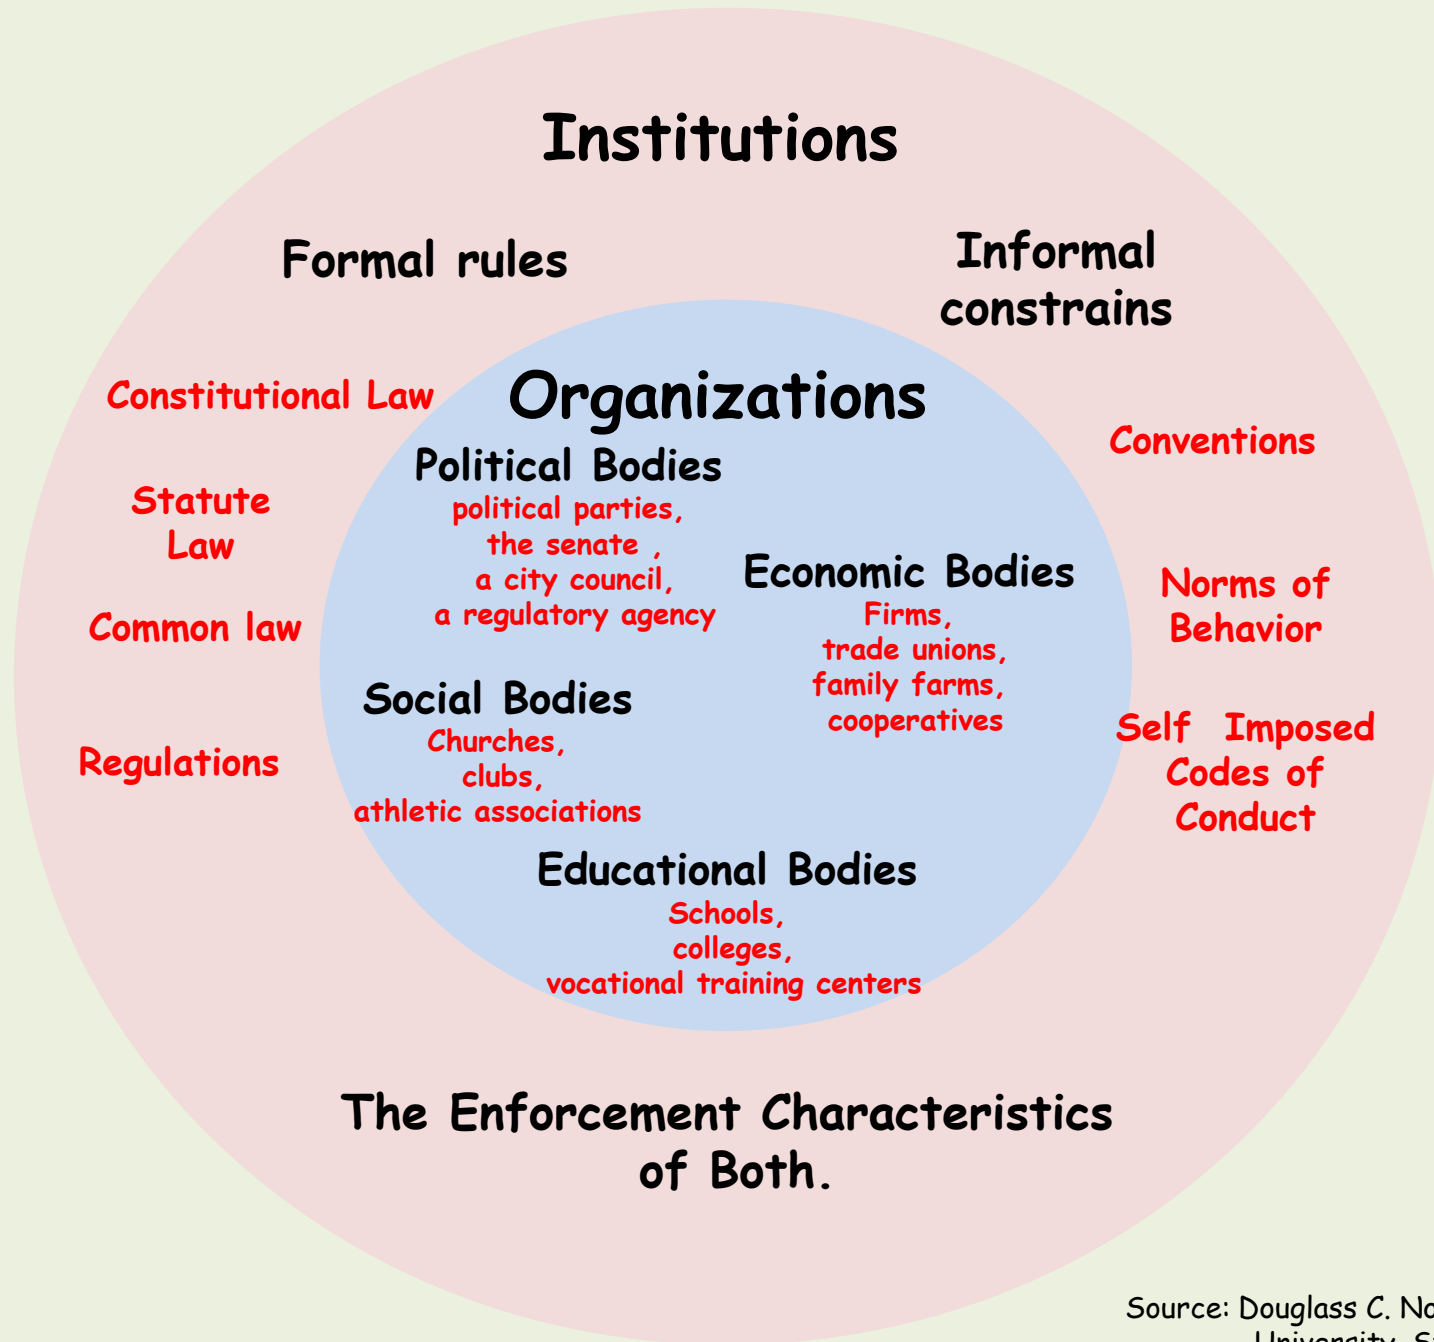 Institutions
Formal rules
Informal
constrains
Constitutional Law
Statute
Law
Common law
Regulations
Organizations
Political Bodies
political parties,
the senate ,
a city council,
a regulatory agency
Economic Bodies
Firms,
trade unions,
family farms,
cooperatives
Social Bodies
Churches,
clubs,
athletic associations
Educational Bodies
Schools,
colleges,
vocational training centers
Conventions
Norms of
Behavior
Self Imposed
Codes of
Conduct
The Enforcement Characteristics
of Both.
Source: Douglass C.
University,